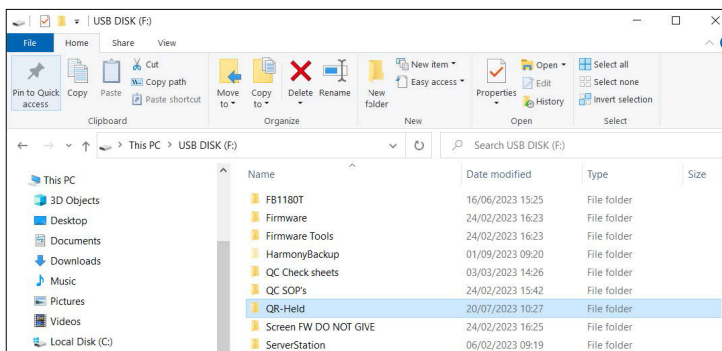 USB DISK (F:)
File Home Share View
Pin to Quick access
Copy
Paste
Cut
Copy path
Paste shortcut
Clipboard
Move to
Copy to
Delete
Rename
Organize
New folder
New item
Easy access
New
Properties
Open
Edit
History
Open
Select all
Select none
Invert selection
Select
This PC > USB DISK (F:)
Search USB DISK (F:)
This PC
3D Objects
Desktop
Documents
Downloads
Music
Pictures
Videos
Local Disk (C:)
Name Date modified Type Size
FB1180T 16/06/2023 15:25 File folder
Firmware 24/02/2023 16:23 File folder
Firmware Tools 24/02/2023 16:23 File folder
HarmonyBackup 01/09/2023 09:20 File folder
QC Check sheets 03/03/2023 14:26 File folder
QC SOP's 24/02/2023 15:42 File folder
QR-Held 20/07/2023 10:27 File folder
Screen FW DO NOT GIVE 24/02/2023 16:25 File folder
ServerStation 06/02/2023 09:19 File folder